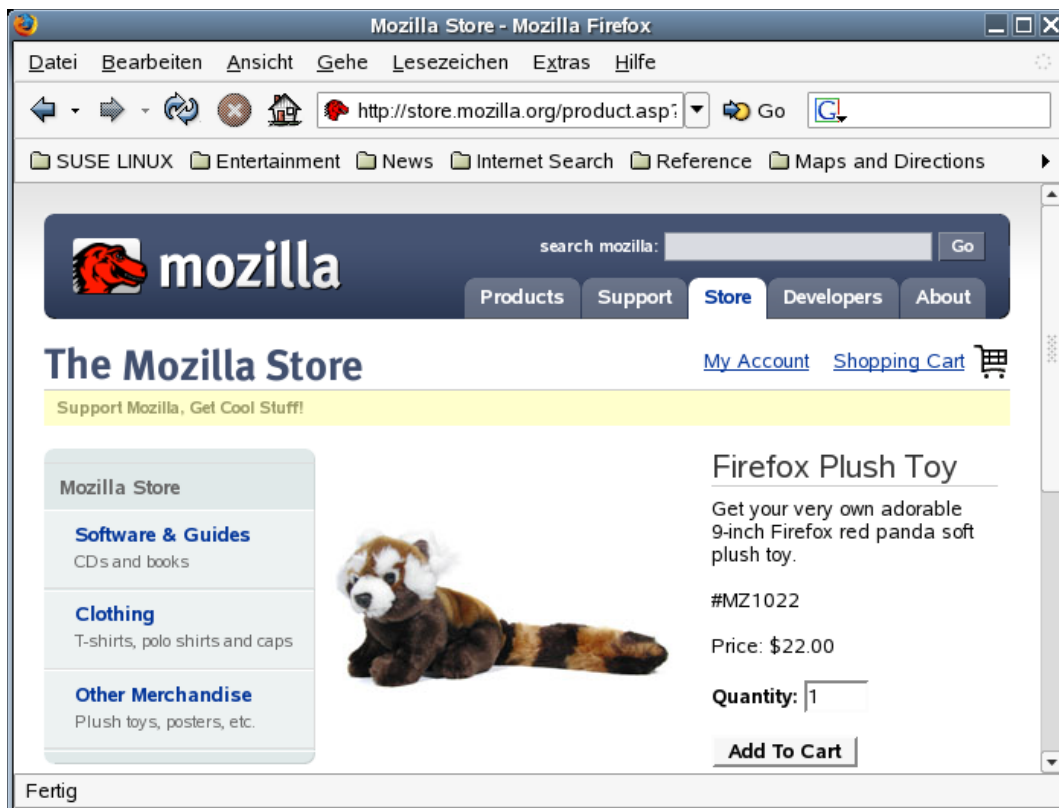 Mozilla Store - Mozilla Firefox
Datei Bearbeiten Ansicht Gehe Lesezeichen Extras Hilfe
http://store.mozilla.org/product.asp? Go G
SUSE LINUX Entertainment News Internet Search Reference Maps and Directions
mozilla
search mozilla: Go
Products Support Store Developers About
The Mozilla Store
My Account Shopping Cart
Support Mozilla, Get Cool Stuff!
Mozilla Store
Software & Guides
CDs and books
Clothing
T-shirts, polo shirts and caps
Other Merchandise
Plush toys, posters, etc.
Firefox Plush Toy
Get your very own adorable
9-inch Firefox red panda soft
plush toy.
#MZ1022
Price: $22.00
Quantity: 1
Add To Cart
Fertig